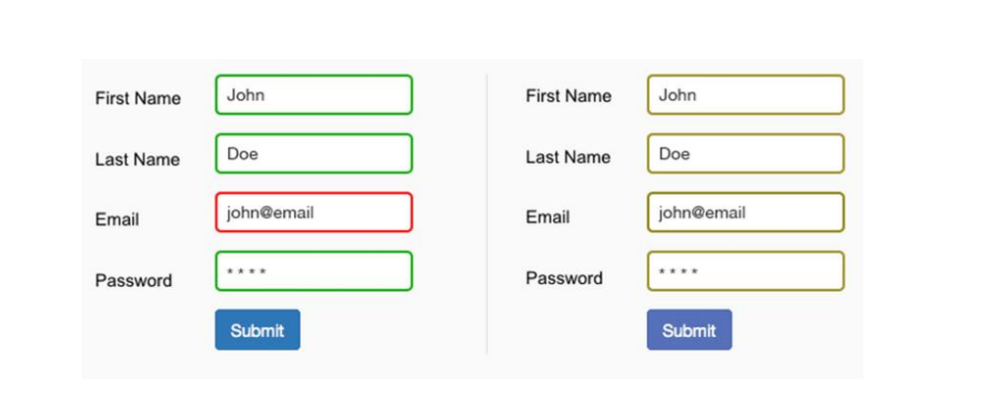 First Name John
Last Name Doe
Email john@email
Password ****
Submit
First Name John
Last Name Doe
Email john@email
Password ****
Submit